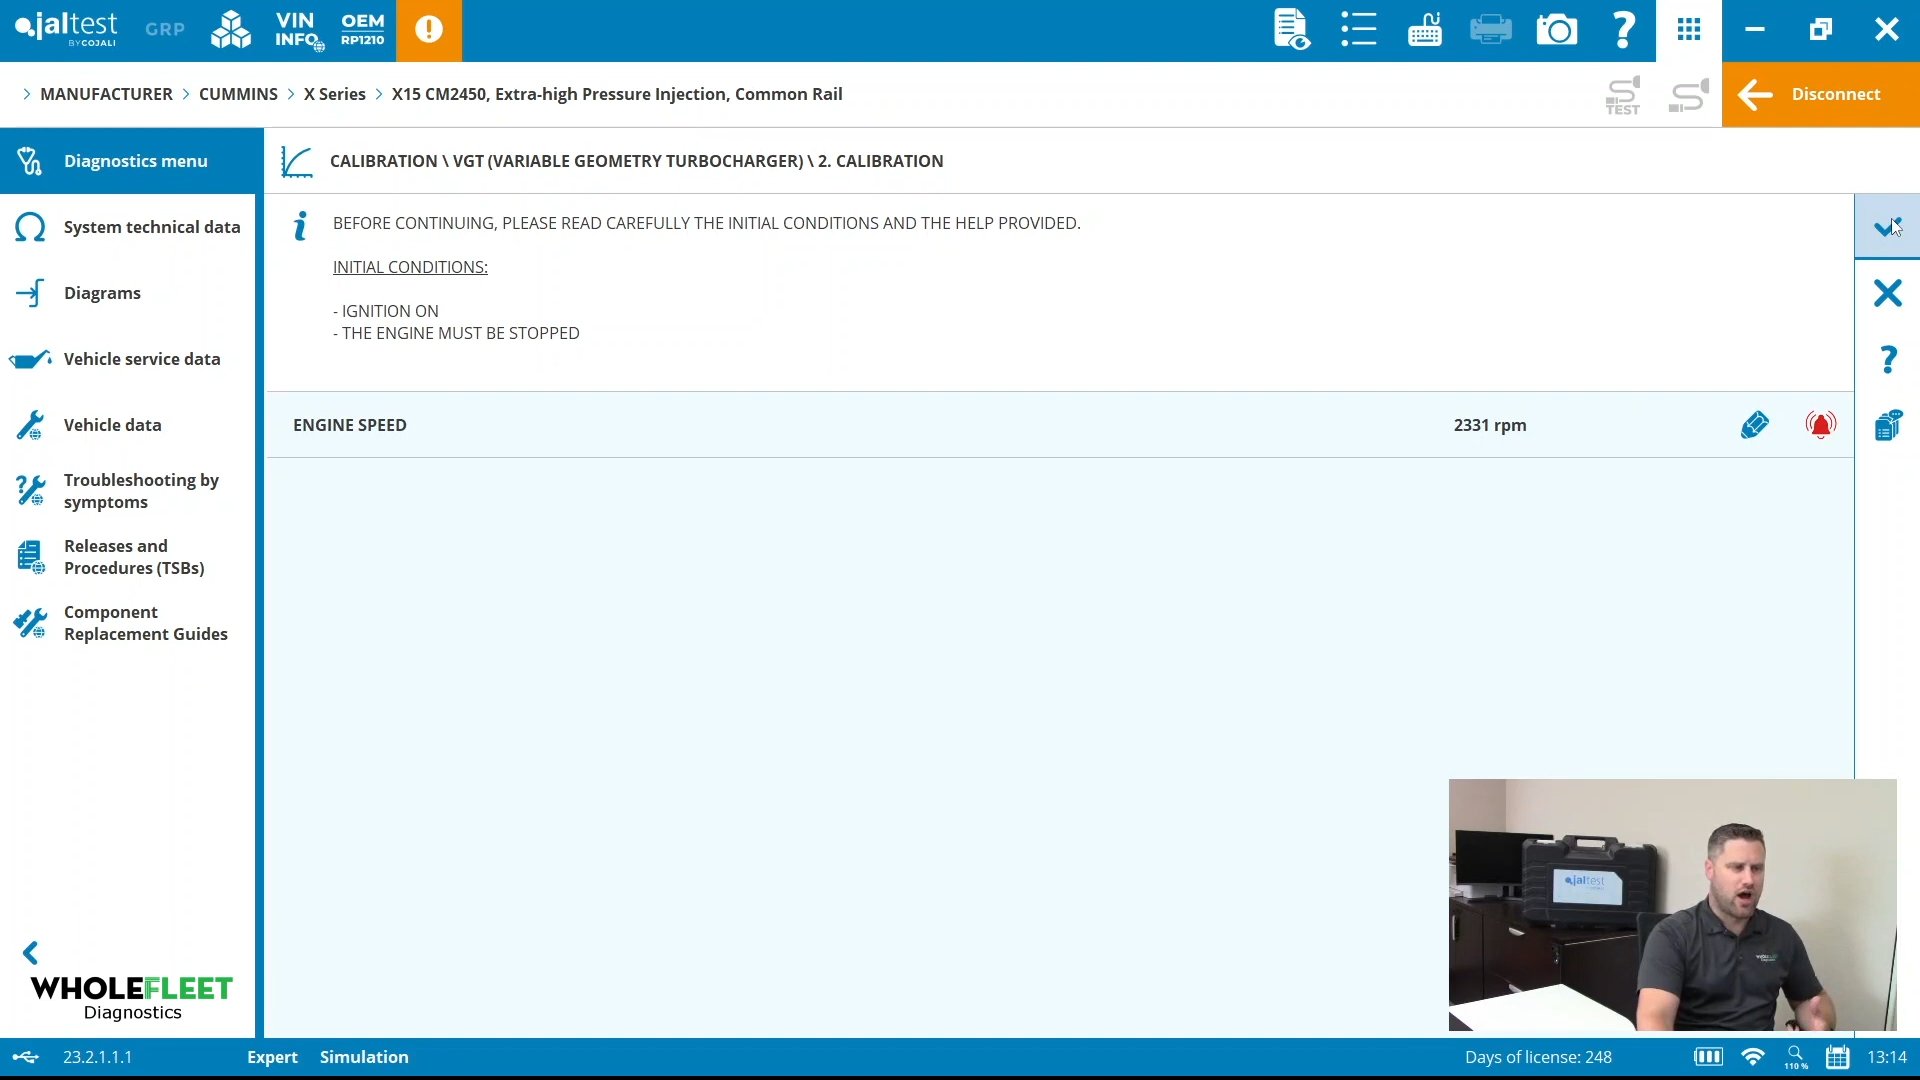 jaltest
BY COJALI
GRP
VIN
INFO
OEM
RP1210
> MANUFACTURER > CUMMINS > X Series > X15 CM2450, Extra-high Pressure Injection, Common Rail
TEST
Disconnect
Diagnostics menu
CALIBRATION \ VGT (VARIABLE GEOMETRY TURBOCHARGER) \ 2. CALIBRATION
System technical data
Diagrams
Vehicle service data
Vehicle data
Troubleshooting by
symptoms
Releases and
Procedures (TSBs)
Component
Replacement Guides
BEFORE CONTINUING, PLEASE READ CAREFULLY THE INITIAL CONDITIONS AND THE HELP PROVIDED.
INITIAL CONDITIONS:
- IGNITION ON
- THE ENGINE MUST BE STOPPED
ENGINE SPEED 2331 rpm
jaltest
WHOLEFLEET
Diagnostics
23.2.1.1.1 Expert Simulation Days of license: 248 110 % 13:14